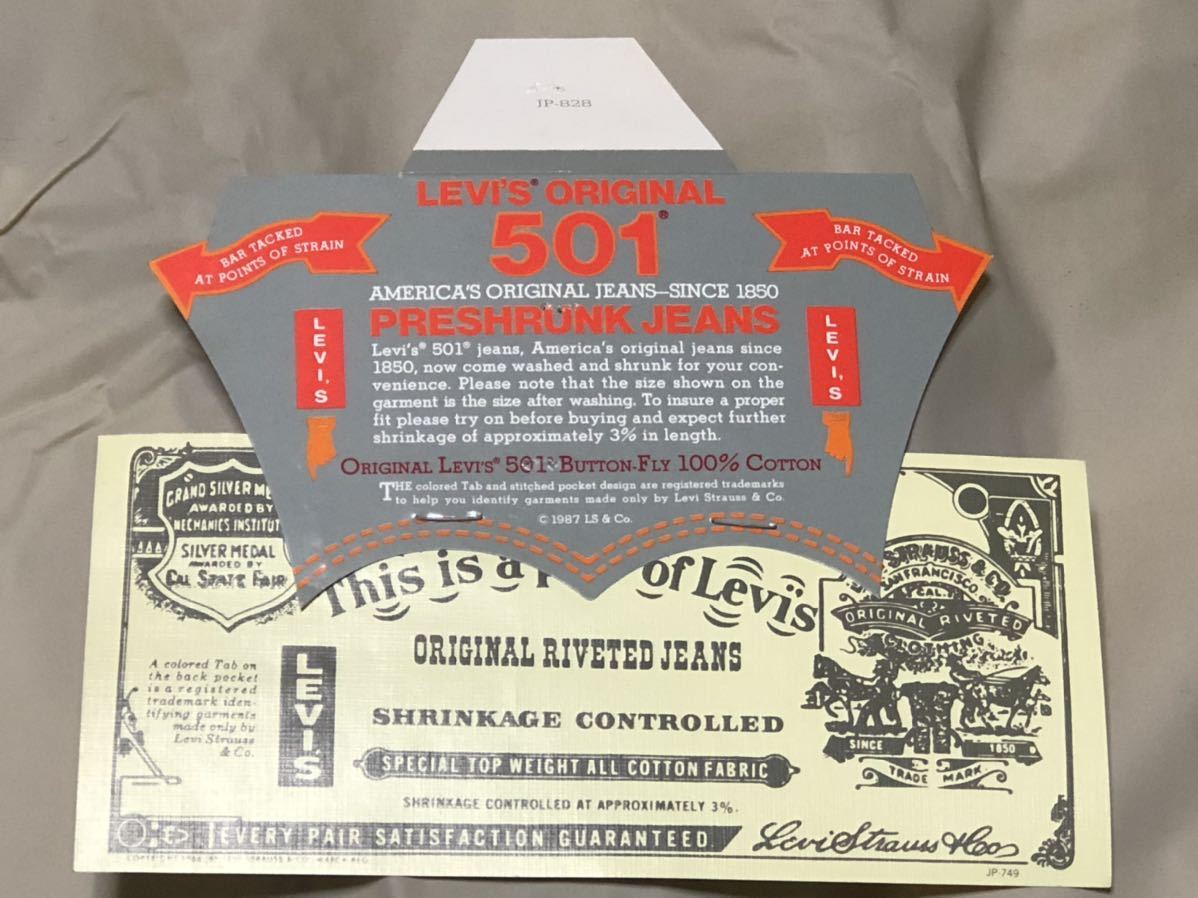 JP-828
LEVI'S® ORIGINAL
501®
BAR TACKED
AT POINTS OF STRAIN
BAR TACKED
AT POINTS OF STRAIN
AMERICA'S ORIGINAL JEANS—SINCE 1850
PRESHRUNK JEANS
LEVI'S
LEVI'S
Levi's® 501® jeans, America's original jeans since
1850, now come washed and shrunk for your con-
venience. Please note that the size shown on the
garment is the size after washing. To insure a proper
fit please try on before buying and expect further
shrinkage of approximately 3% in length.
ORIGINAL LEVI'S® 501® BUTTON-FLY 100% COTTON
THE colored Tab and stitched pocket design are registered trademarks
to help you identify garments made only by Levi Strauss & Co.
© 1987 LS & Co.
GRAND SILVER
AWARDED BY
MECHANICS
SILVER MEDAL
AWARDED BY
CAL STATE FAIR
This is a of Levi's
ORIGINAL RIVETED JEANS
SHRINKAGE CONTROLLED
SPECIAL TOP WEIGHT ALL COTTON FABRIC
SHRINKAGE CONTROLLED AT APPROXIMATELY 3%.
EVERY PAIR SATISFACTION GUARANTEED
A colored Tab on
the back pocket
is a registered
trademark iden-
tifying garments
made only by
Levi Strauss
& Co.
LEVI'S
STRAUSS & CO.
SAN FRANCISCO
CAL.
ORIGINAL RIVETED
CLOTHING
SINCE 1850
TRADE MARK
Levi Strauss & Co
JP-749